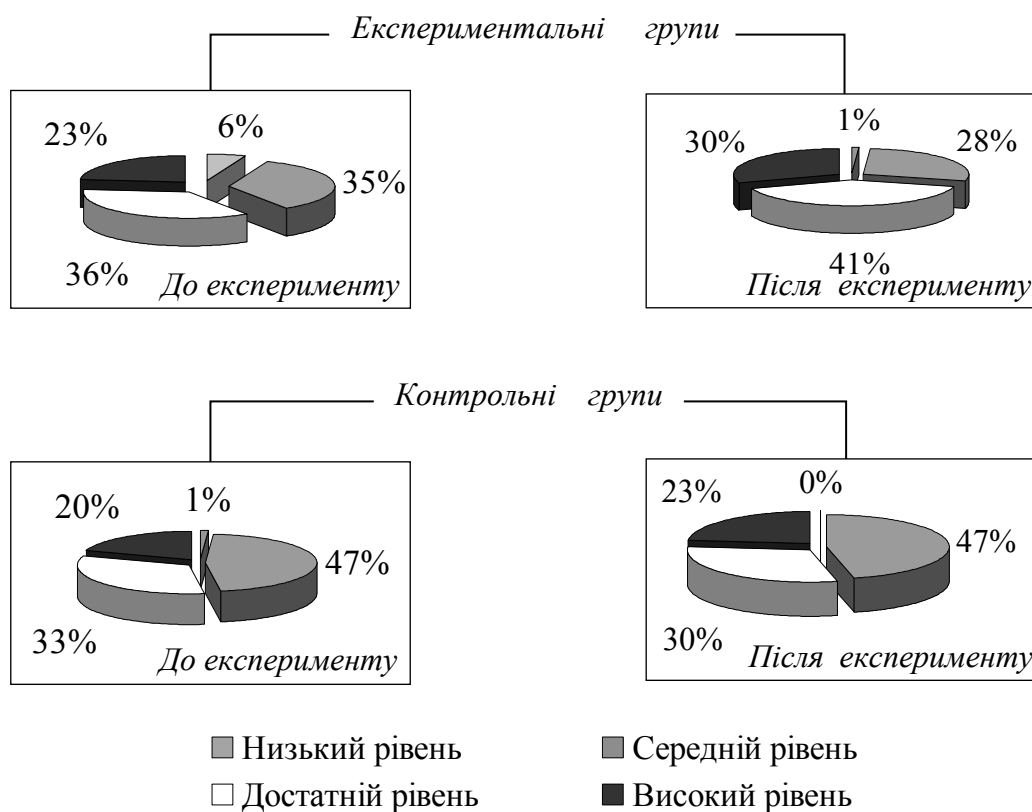 Експериментальні групи
23%
6%
35%
36%
До експерименту
30%
1%
28%
41%
Після експерименту
Контрольні групи
20%
1%
47%
33%
До експерименту
23%
0%
47%
30%
Після експерименту
Низький рівень
Середній рівень
Достатній рівень
Високий рівень